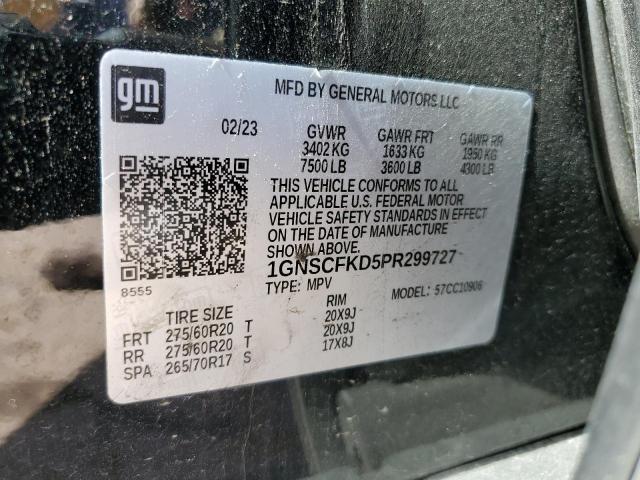 gm
MFD BY GENERAL MOTORS LLC
02/23 GVWR GAWR FRT GAWR RR
3402 KG 1633 KG 1950 KG
7500 LB 3600 LB 4300 LB
THIS VEHICLE CONFORMS TO ALL
APPLICABLE U.S. FEDERAL MOTOR
VEHICLE SAFETY STANDARDS IN EFFECT
ON THE DATE OF MANUFACTURE
SHOWN ABOVE.
1GNSCFKD5PR299727
8555 TYPE: MPV MODEL: 57CC10906
TIRE SIZE RIM
FRT 275/60R20 T 20X9J
RR 275/60R20 T 20X9J
SPA 265/70R17 S 17X8J